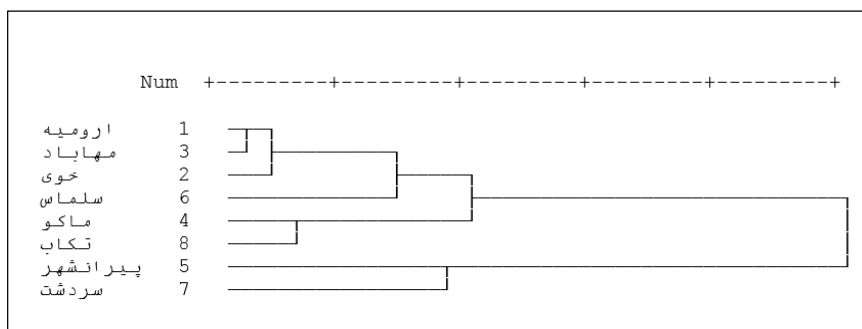 Num +---------+---------+---------+---------+---------+
ارومیه 1
مهاباد 3
خوی 2
سلماس 6
ماکو 4
تکاب 8
پیرانشهر 5
سردشت 7